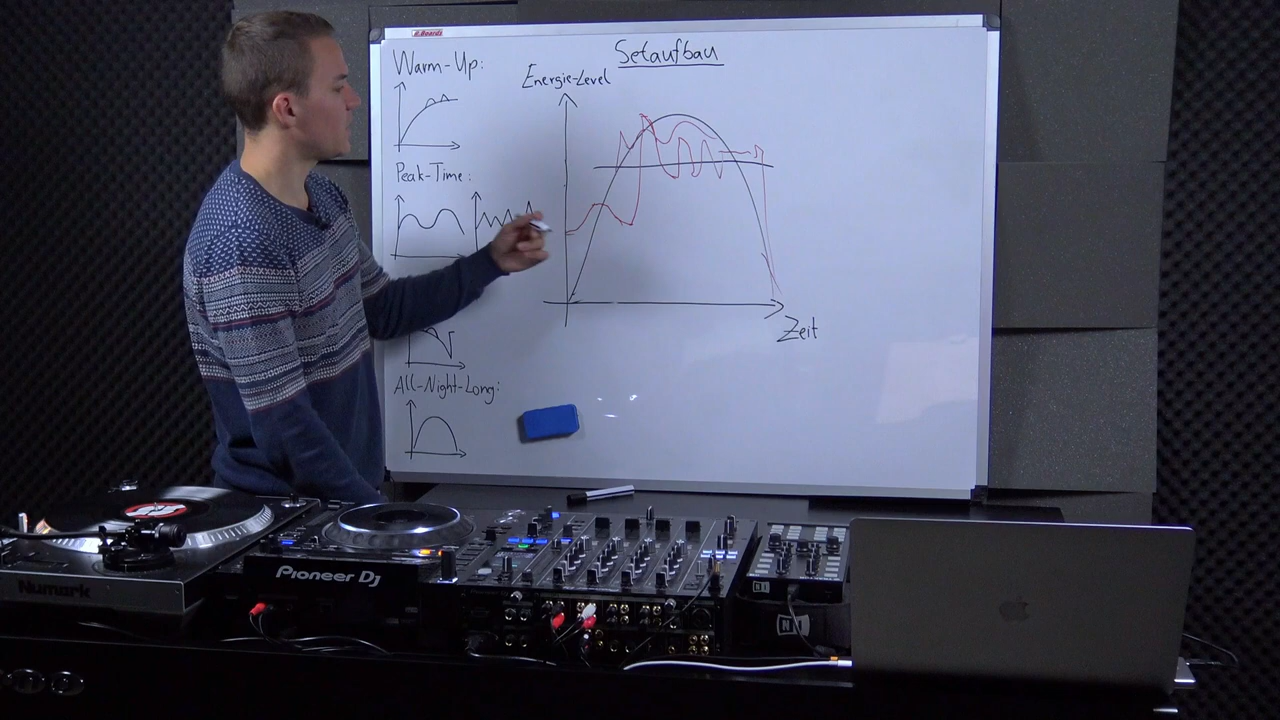 Setaufbau
Warm-Up:
Energie-Level
Peak-Time:
All-Night-Long:
Zeit
Pioneer Dj
Numark